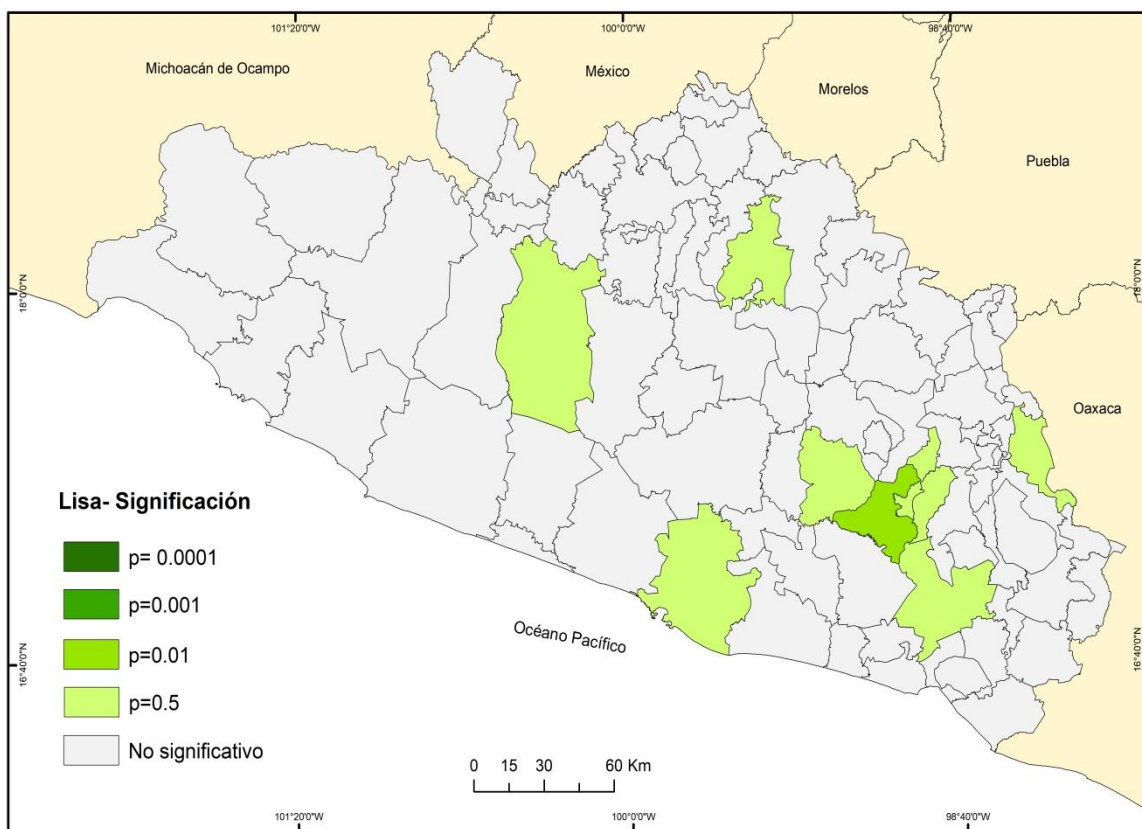 101°20'0"W 100°0'0"W 98°40'0"W
Michoacán de Ocampo
México
Morelos
Puebla
18°0'0"N 18°0'0"N
Oaxaca
Lisa- Significación
p= 0.0001
p=0.001
p=0.01
p=0.5
No significativo
Océano Pacífico
16°40'0"N 16°40'0"N
0 15 30 60 Km
101°20'0"W 100°0'0"W 98°40'0"W